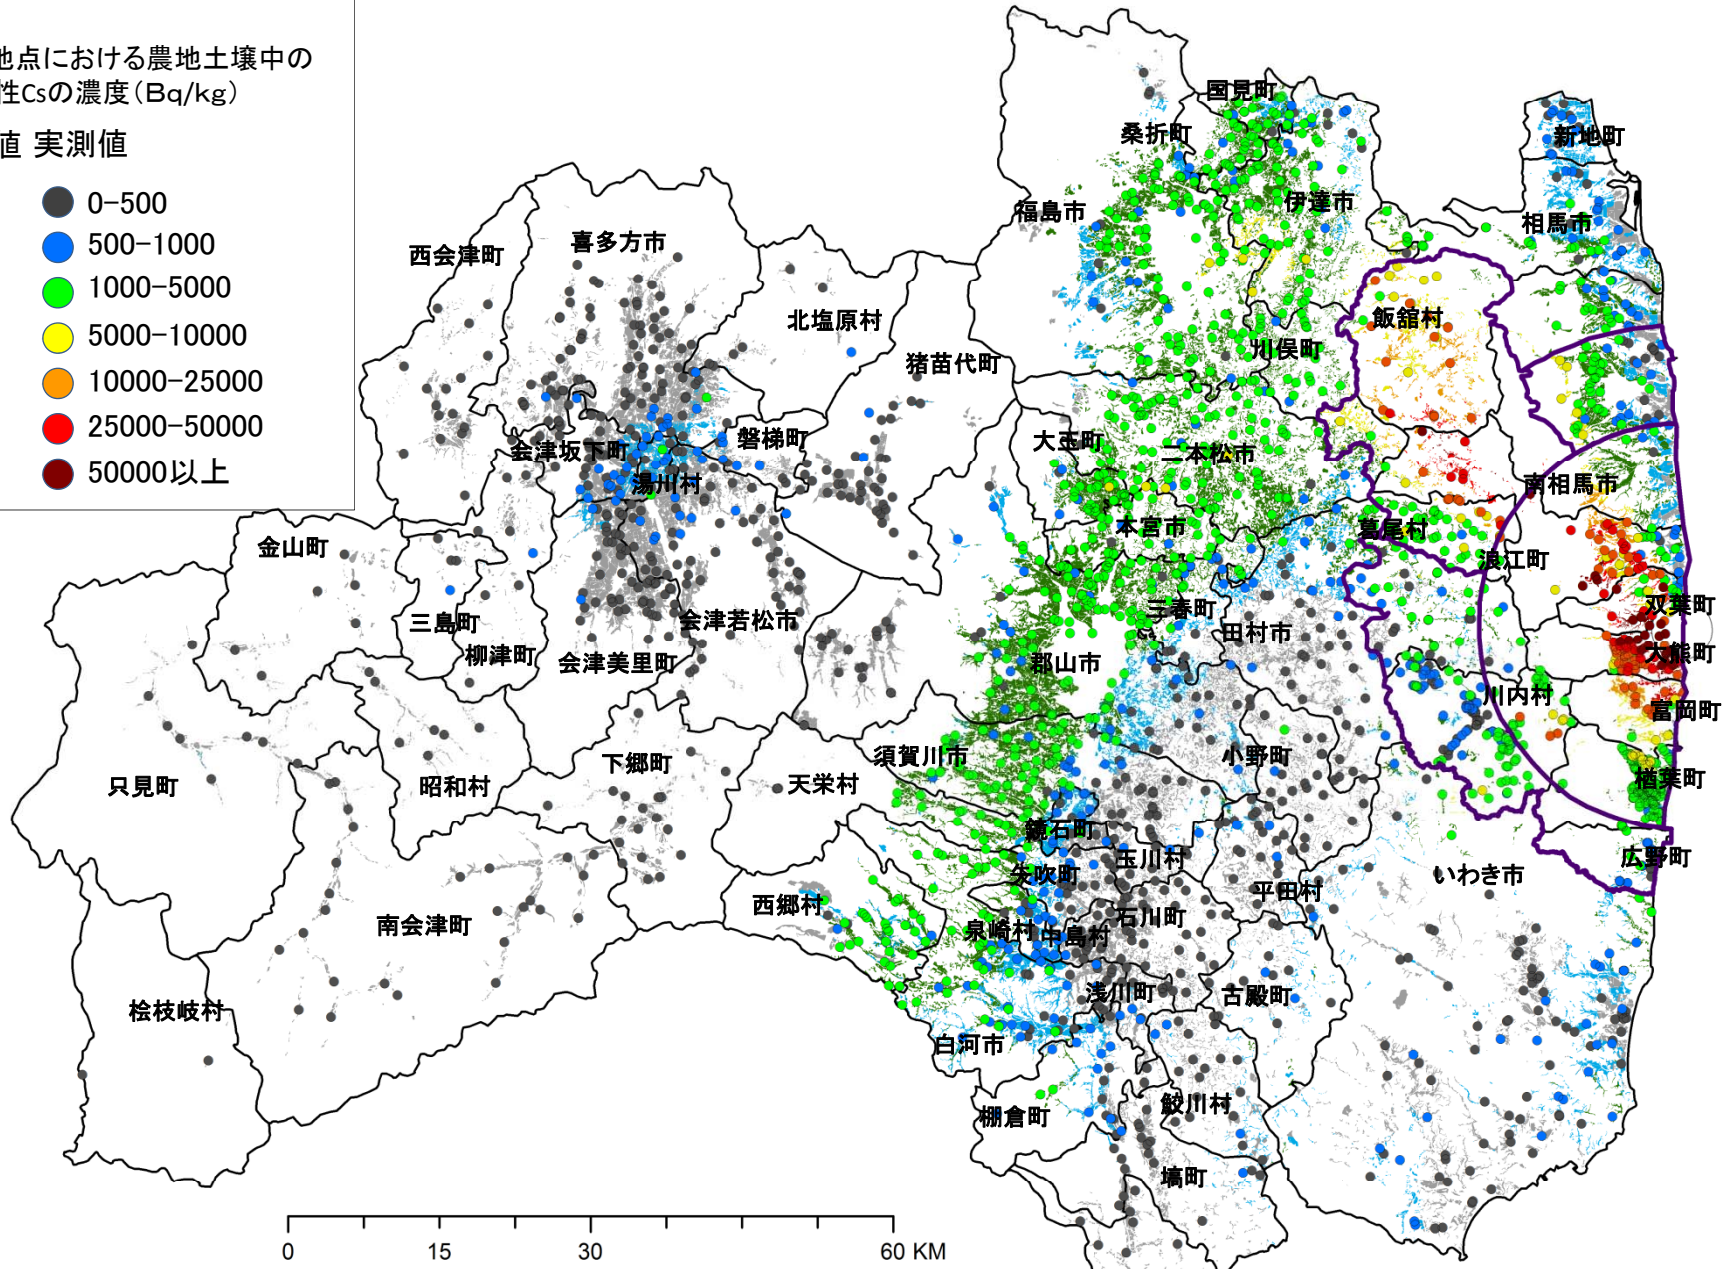 地点における農地土壌中の
性Csの濃度（Bq/kg）
値 実測値
0-500
500-1000
1000-5000
5000-10000
10000-25000
25000-50000
50000以上
国見町
桑折町
新地町
福島市
伊達市
相馬市
喜多方市
西会津町
北塩原村
飯舘村
猪苗代町
川俣町
大玉町
磐梯町
会津坂下町
二本松市
湯川村
南相馬市
本宮市
葛尾村
金山町
浪江町
双葉町
三春町
三島町
会津若松市
田村市
柳津町
会津美里町
郡山市
大熊町
川内村
富岡町
須賀川市
小野町
下郷町
只見町
昭和村
天栄村
楢葉町
鏡石町
玉川村
広野町
矢吹町
いわき市
平田村
西郷村
石川町
南会津町
泉崎村
中島村
浅川町
古殿町
桧枝岐村
白河市
鮫川村
棚倉町
塙町
0
15
30
60 KM